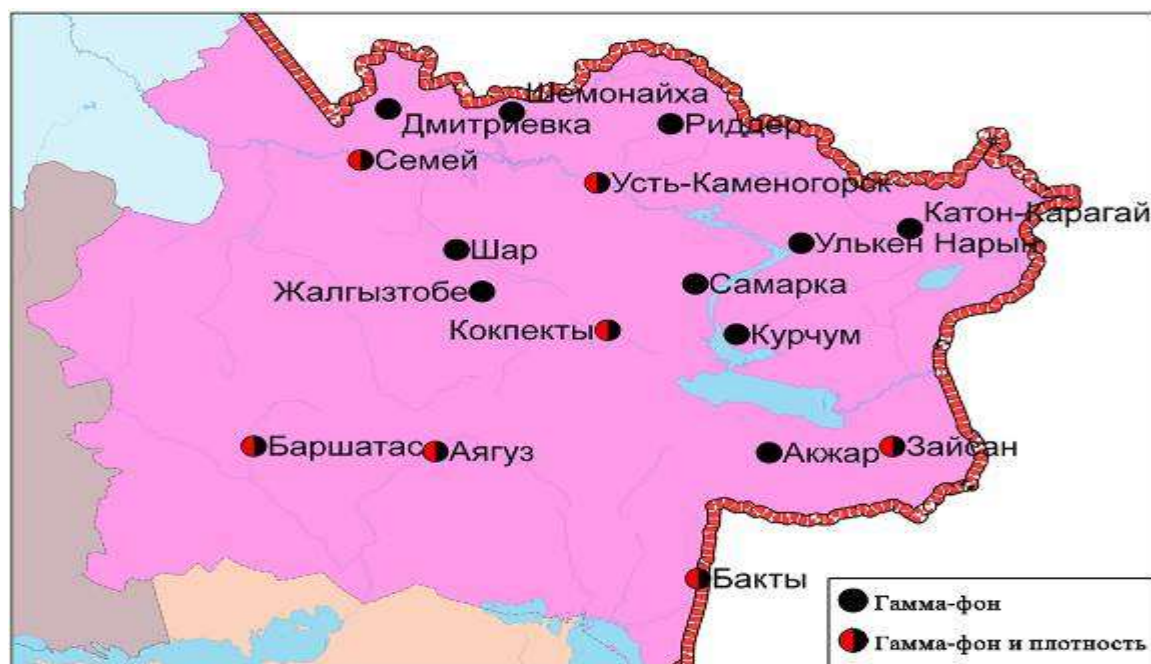 Шемонайха
Дмитриевка
Риддер
Семей
Усть-Каменогорск
Катон-Карагай
Улькен Нарын
Шар
Самарка
Жалгызтобе
Кокпекты
Курчум
Баршатас
Аягуз
Акжар
Зайсан
Бакты
Гамма-фон
Гамма-фон и плотность